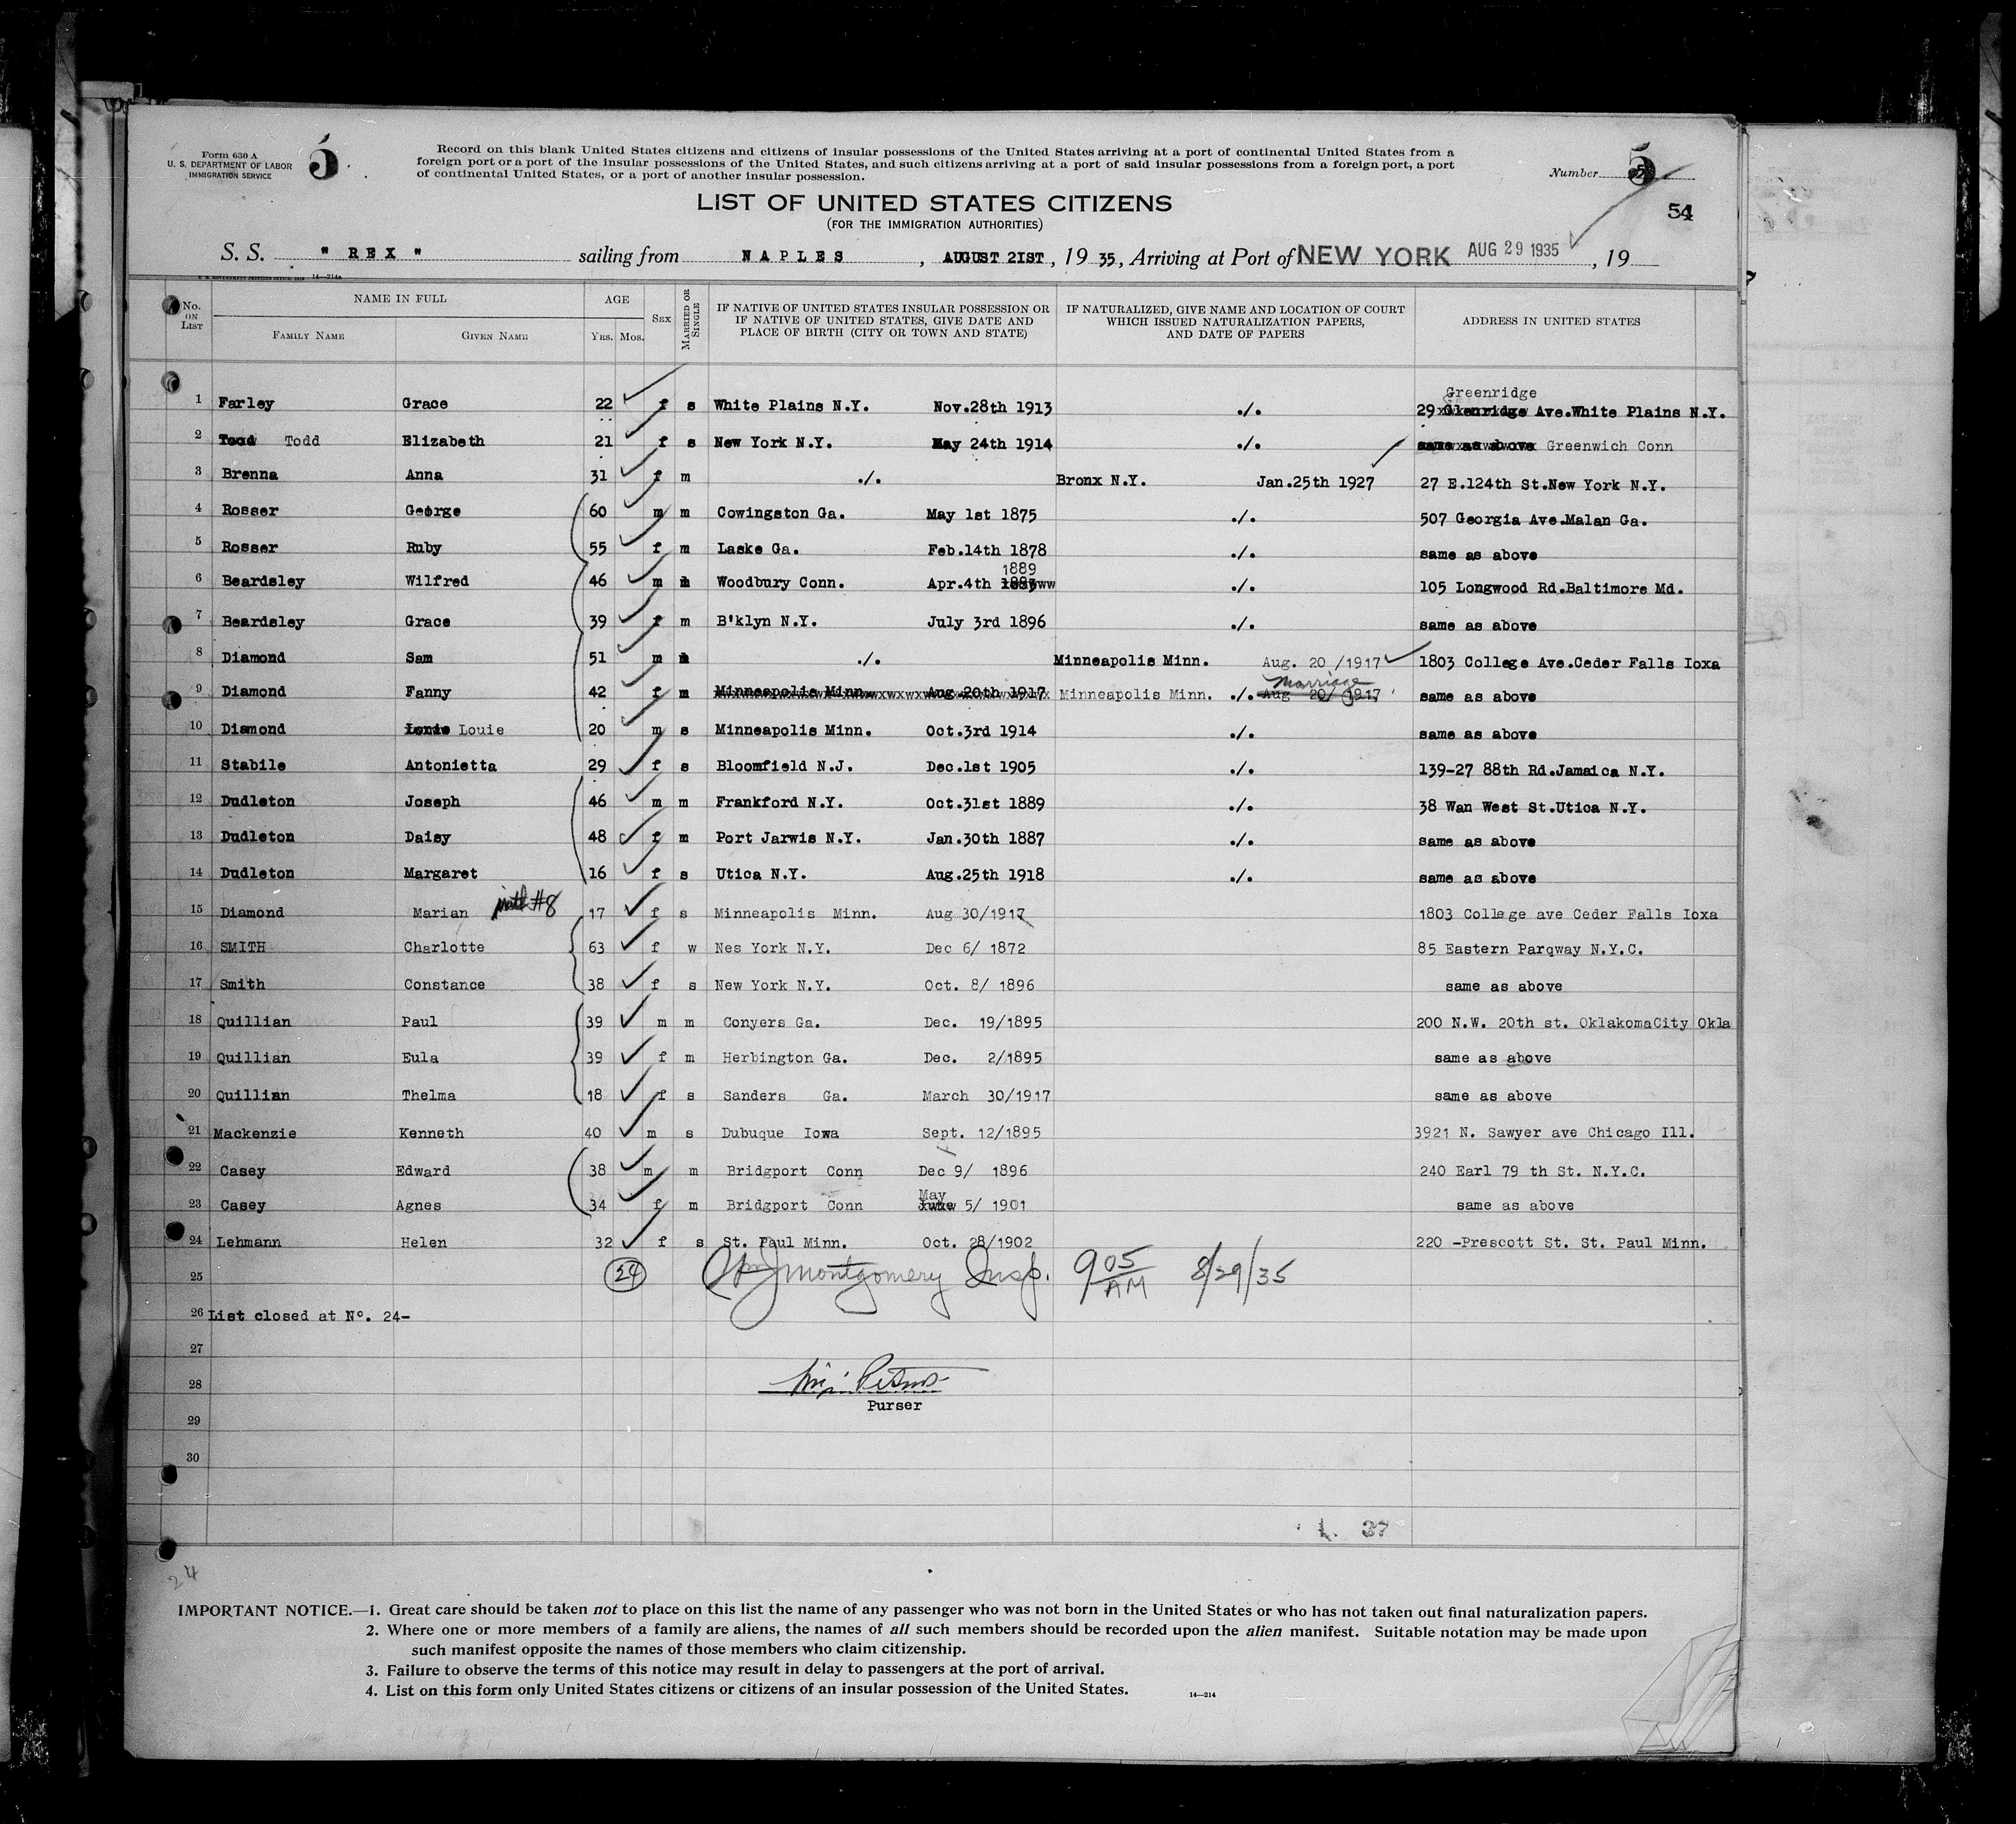 Form 630 A
U. S. DEPARTMENT OF LABOR
IMMIGRATION SERVICE
5
Record on this blank United States citizens and citizens of insular possessions of the United States arriving at a port of continental United States from a
foreign port or a port of the insular possessions of the United States, and such citizens arriving at a port of said insular possessions from a foreign port, a port
of continental United States, or a port of another insular possession.
Number 5
54
LIST OF UNITED STATES CITIZENS
(FOR THE IMMIGRATION AUTHORITIES)
S. S. " REX " sailing from NAPLES, AUGUST 21ST, 19 35, Arriving at Port of NEW YORK AUG 29 1935, 19
14—214a
No. ON LIST NAME IN FULL AGE SEX MARRIED OR SINGLE IF NATIVE OF UNITED STATES INSULAR POSSESSION OR IF NATIVE OF UNITED STATES, GIVE DATE AND PLACE OF BIRTH (CITY OR TOWN AND STATE) IF NATURALIZED, GIVE NAME AND LOCATION OF COURT WHICH ISSUED NATURALIZATION PAPERS, AND DATE OF PAPERS ADDRESS IN UNITED STATES
FAMILY NAME GIVEN NAME YRS. MOS.
Greenridge
1 Farley Grace 22 f s White Plains N.Y. Nov.28th 1913 ./. 29 Glenridge Ave.White Plains N.Y.
2 Todd Elizabeth 21 f s New York N.Y. May 24th 1914 ./. same as above Greenwich Conn
3 Brenna Anna 31 f m ./. Bronx N.Y. Jan.25th 1927 27 E.124th St.New York N.Y.
4 Rosser George 60 m m Cowingston Ga. May 1st 1875 ./. 507 Georgia Ave.Malan Ga.
5 Rosser Ruby 55 f m Laske Ga. Feb.14th 1878 ./. same as above
1889
6 Beardsley Wilfred 46 m m Woodbury Conn. Apr.4th ./. 105 Longwood Rd.Baltimore Md.
7 Beardsley Grace 39 f m B'klyn N.Y. July 3rd 1896 ./. same as above
8 Diamond Sam 51 m m ./. Minneapolis Minn. Aug. 20 /1917 1803 College Ave.Ceder Falls Ioxa
marriage
9 Diamond Fanny 42 f m Minneapolis Minn. Aug.20th 1917 Minneapolis Minn. ./. Aug 20/ 1917 same as above
10 Diamond Louie 20 m s Minneapolis Minn. Oct.3rd 1914 ./. same as above
11 Stabile Antonietta 29 f s Bloomfield N.J. Dec.1st 1905 ./. 139-27 88th Rd.Jamaica N.Y.
12 Dudleton Joseph 46 m m Frankford N.Y. Oct.31st 1889 ./. 38 Wan West St.Utica N.Y.
13 Dudleton Daisy 48 f m Port Jarwis N.Y. Jan.30th 1887 ./. same as above
14 Dudleton Margaret 16 f s Utica N.Y. Aug.25th 1918 ./. same as above
15 Diamond Marian with #8 17 f s Minneapolis Minn. Aug 30/1917 1803 College ave Ceder Falls Ioxa
16 SMITH Charlotte 63 f w Nes York N.Y. Dec 6/ 1872 85 Eastern Parqway N.Y.C.
17 Smith Constance 38 f s New York N.Y. Oct. 8/ 1896 same as above
18 Quillian Paul 39 m m Conyers Ga. Dec. 19/1895 200 N.W. 20th st. OklakomaCity Okla
19 Quillian Eula 39 f m Herbington Ga. Dec. 2/1895 same as above
20 Quillian Thelma 18 f s Sanders Ga. March 30/1917 same as above
21 Mackenzie Kenneth 40 m s Dubuque Iowa Sept. 12/1895 3921 N. Sawyer ave Chicago Ill.
22 Casey Edward 38 m m Bridgport Conn Dec 9/ 1896 240 Earl 79 th St. N.Y.C.
May
23 Casey Agnes 34 f m Bridgport Conn 5/ 1901 same as above
24 Lehmann Helen 32 f s St. Paul Minn. Oct. 28/1902 220 -Prescott St. St. Paul Minn.
25 24 Montgomery Insp. 9 05 AM 8/29/35
26 List closed at Nº. 24-
27
28
Purser
29
30
37
24
IMPORTANT NOTICE.—1. Great care should be taken not to place on this list the name of any passenger who was not born in the United States or who has not taken out final naturalization papers.
2. Where one or more members of a family are aliens, the names of all such members should be recorded upon the alien manifest. Suitable notation may be made upon
such manifest opposite the names of those members who claim citizenship.
3. Failure to observe the terms of this notice may result in delay to passengers at the port of arrival.
4. List on this form only United States citizens or citizens of an insular possession of the United States.
14—214